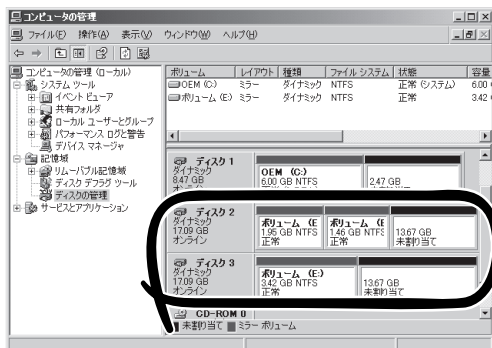 コンピュータの管理
ファイル(F) 操作(A) 表示(V) ウィンドウ(W) ヘルプ(H)
コンピュータの管理 (ローカル)
システム ツール
イベント ビューア
共有フォルダ
ローカル ユーザーとグループ
パフォーマンス ログと警告
デバイス マネージャ
記憶域
リムーバブル記憶域
ディスク デフラグ ツール
ディスクの管理
サービスとアプリケーション
ボリューム レイアウト 種類 ファイル システム 状態 容量
OEM (C:) ミラー ダイナミック NTFS 正常 (システム) 6.00
ボリューム (E:) ミラー ダイナミック NTFS 正常 3.42
ディスク 1
ダイナミック
8.47 GB
オンライン
OEM (C:)
6.00 GB NTFS
2.47 GB
ディスク 2
ダイナミック
17.09 GB
オンライン
ボリューム (E
1.95 GB NTFS
正常
ボリューム (E
1.46 GB NTFS
正常
13.67 GB
未割り当て
ディスク 3
ダイナミック
17.09 GB
オンライン
ボリューム (E:)
3.42 GB NTFS
正常
13.67 GB
未割り当て
CD-ROM 0
未割り当て ミラー ボリューム